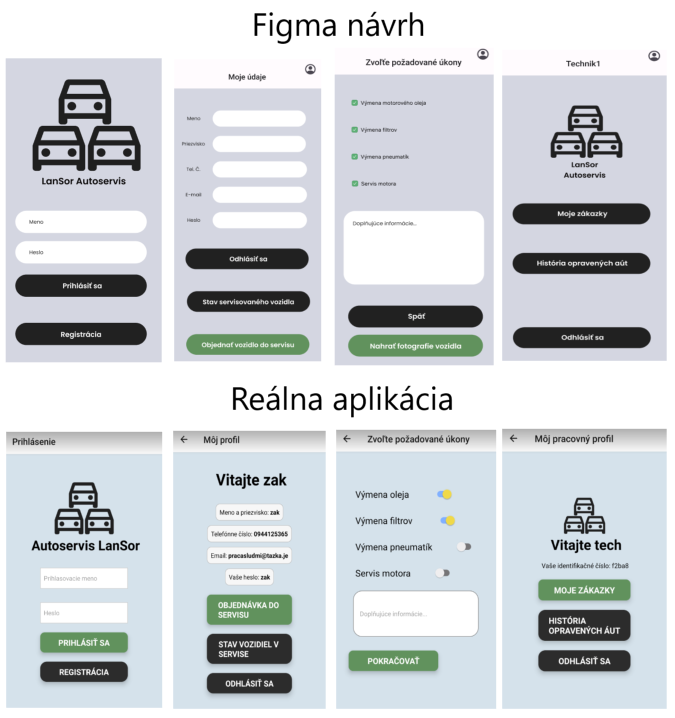 Figma návrh
LanSor Autoservis
Meno
Heslo
Prihlásiť sa
Registrácia
Moje údaje
Meno
Priezvisko
Tel. Č.
E-mail
Heslo
Odhlásiť sa
Stav servisovaného vozidla
Objednať vozidlo do servisu
Zvoľte požadované úkony
Výmena motorového oleja
Výmena filtrov
Výmena pneumatík
Servis motora
Doplňujúce informácie...
Späť
Nahrať fotografie vozidla
Technik1
LanSor
Autoservis
Moje zákazky
História opravených aút
Odhlásiť sa
Reálna aplikácia
Prihlásenie
Autoservis LanSor
Prihlasovacie meno
Heslo
PRIHLÁSIŤ SA
REGISTRÁCIA
Môj profil
Vitajte zak
Meno a priezvisko: zak
Telefónne číslo: 0944125365
Email: pracasludmi@tazka.je
Vaše heslo: zak
OBJEDNÁVKA DO
SERVISU
STAV VOZIDIEL V
SERVISE
ODHLÁSIŤ SA
Zvoľte požadované úkony
Výmena oleja
Výmena filtrov
Výmena pneumatík
Servis motora
Doplňujúce informácie...
POKRAČOVAŤ
Môj pracovný profil
Vitajte tech
Vaše identifikačné číslo: f2ba8
MOJE ZÁKAZKY
HISTÓRIA
OPRAVENÝCH ÁUT
ODHLÁSIŤ SA